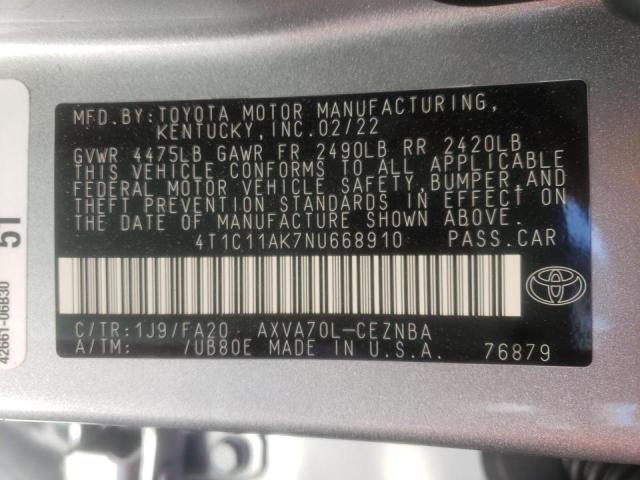 MFD.BY:TOYOTA MOTOR MANUFACTURING,
KENTUCKY,INC.02/22
GVWR 4475LB GAWR FR 2490LB RR 2420LB
THIS VEHICLE CONFORMS TO ALL APPLICABLE
FEDERAL MOTOR VEHICLE SAFETY,BUMPER,AND
THEFT PREVENTION STANDARDS IN EFFECT ON
THE DATE OF MANUFACTURE SHOWN ABOVE.
4T1C11AK7NU668910 PASS.CAR
C/TR:1J9/FA20 AXVA70L-CEZNBA
A/TM: /UB80E MADE IN U.S.A. 76879
51
42661-06B30